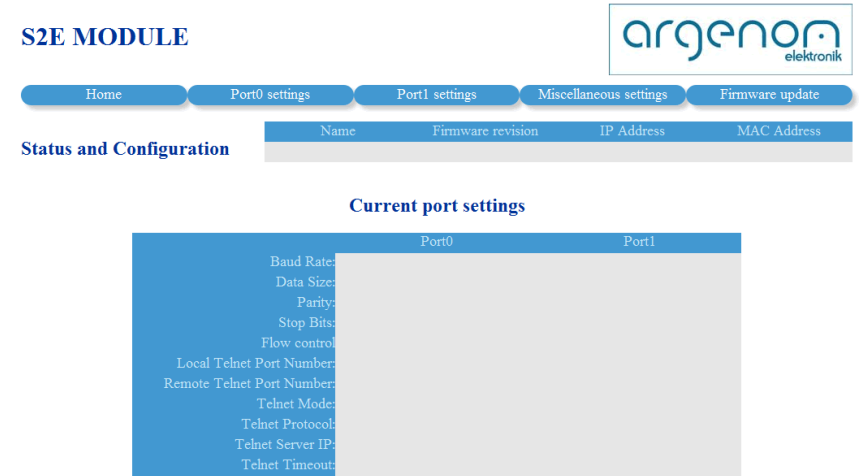 S2E MODULE
argenom
elektronik
Home Port0 settings Port1 settings Miscellaneous settings Firmware update
Name Firmware revision IP Address MAC Address
Status and Configuration
Current port settings
Port0 Port1
Baud Rate:
Data Size:
Parity:
Stop Bits:
Flow control
Local Telnet Port Number:
Remote Telnet Port Number:
Telnet Mode:
Telnet Protocol:
Telnet Server IP:
Telnet Timeout: